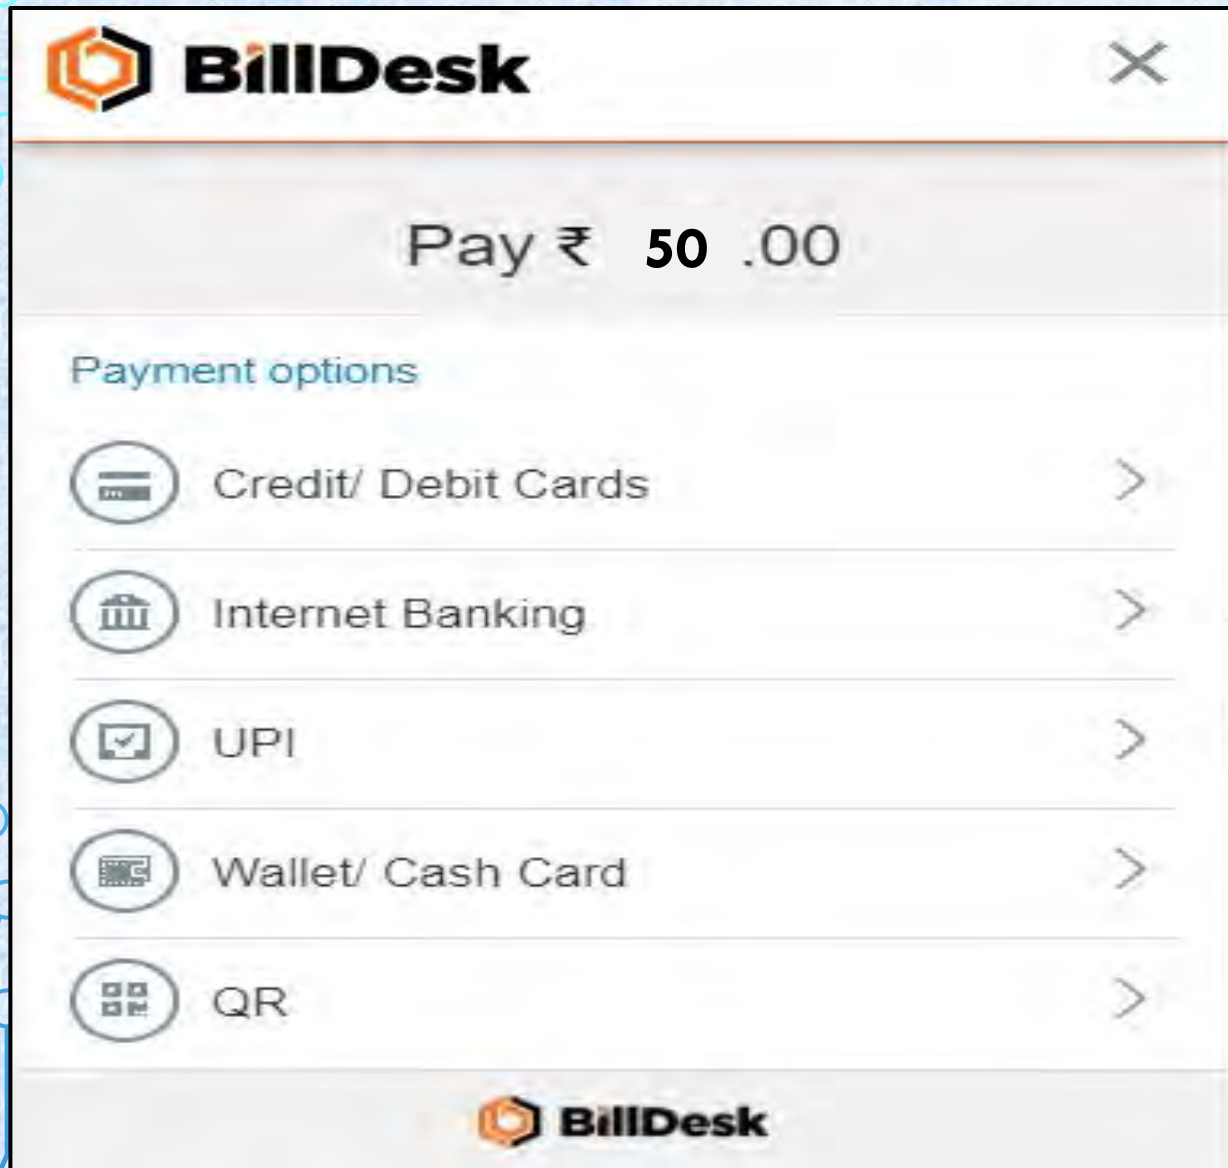 BillDesk
Pay ₹ 50 .00
Payment options
Credit/ Debit Cards
Internet Banking
UPI
Wallet/ Cash Card
QR
BillDesk